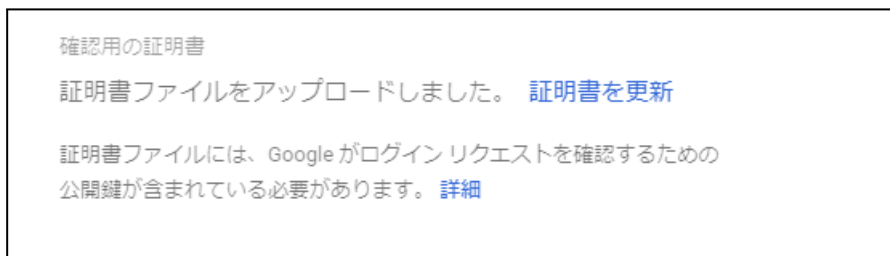 確認用の証明書
証明書ファイルをアップロードしました。 証明書を更新
証明書ファイルには、Google がログイン リクエストを確認するための
公開鍵が含まれている必要があります。 詳細